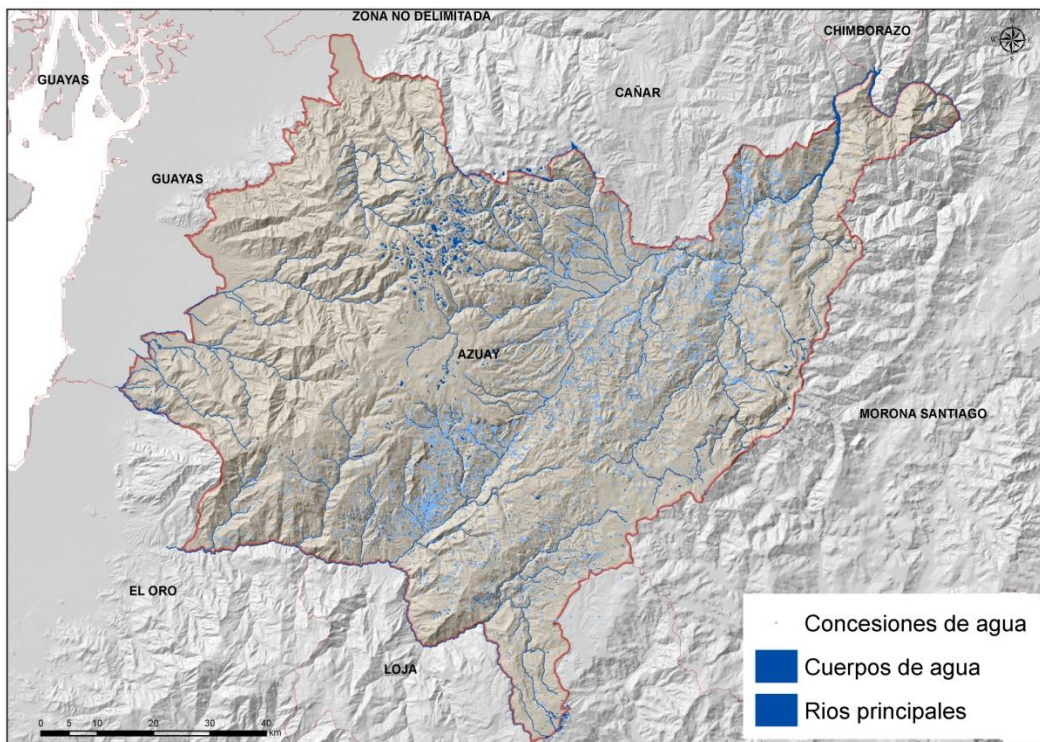 ZONA NO DELIMITADA
CHIMBORAZO
N
GUAYAS
CAÑAR
GUAYAS
AZUAY
MORONA SANTIAGO
EL ORO
LOJA
Concesiones de agua
Cuerpos de agua
Rios principales
0 5 10 20 30 40
km